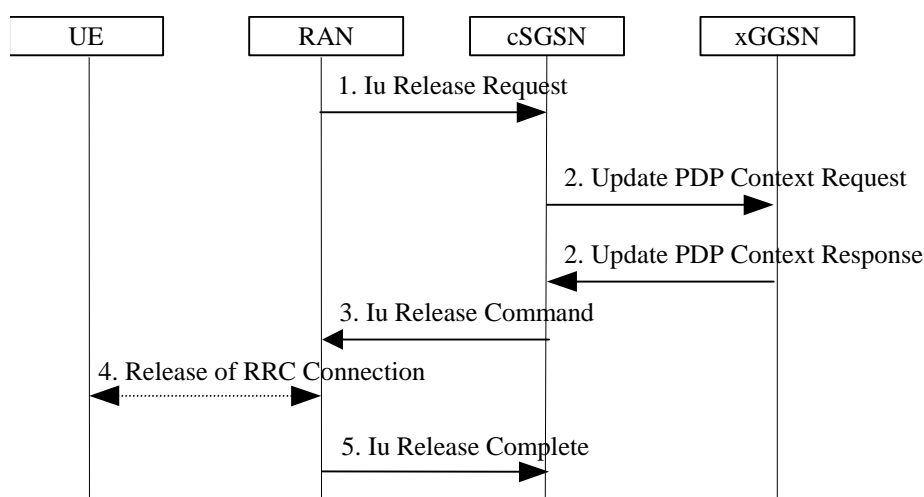 UE
RAN
cSGSN
xGGSN
1. Iu Release Request
2. Update PDP Context Request
2. Update PDP Context Response
3. Iu Release Command
4. Release of RRC Connection
5. Iu Release Complete